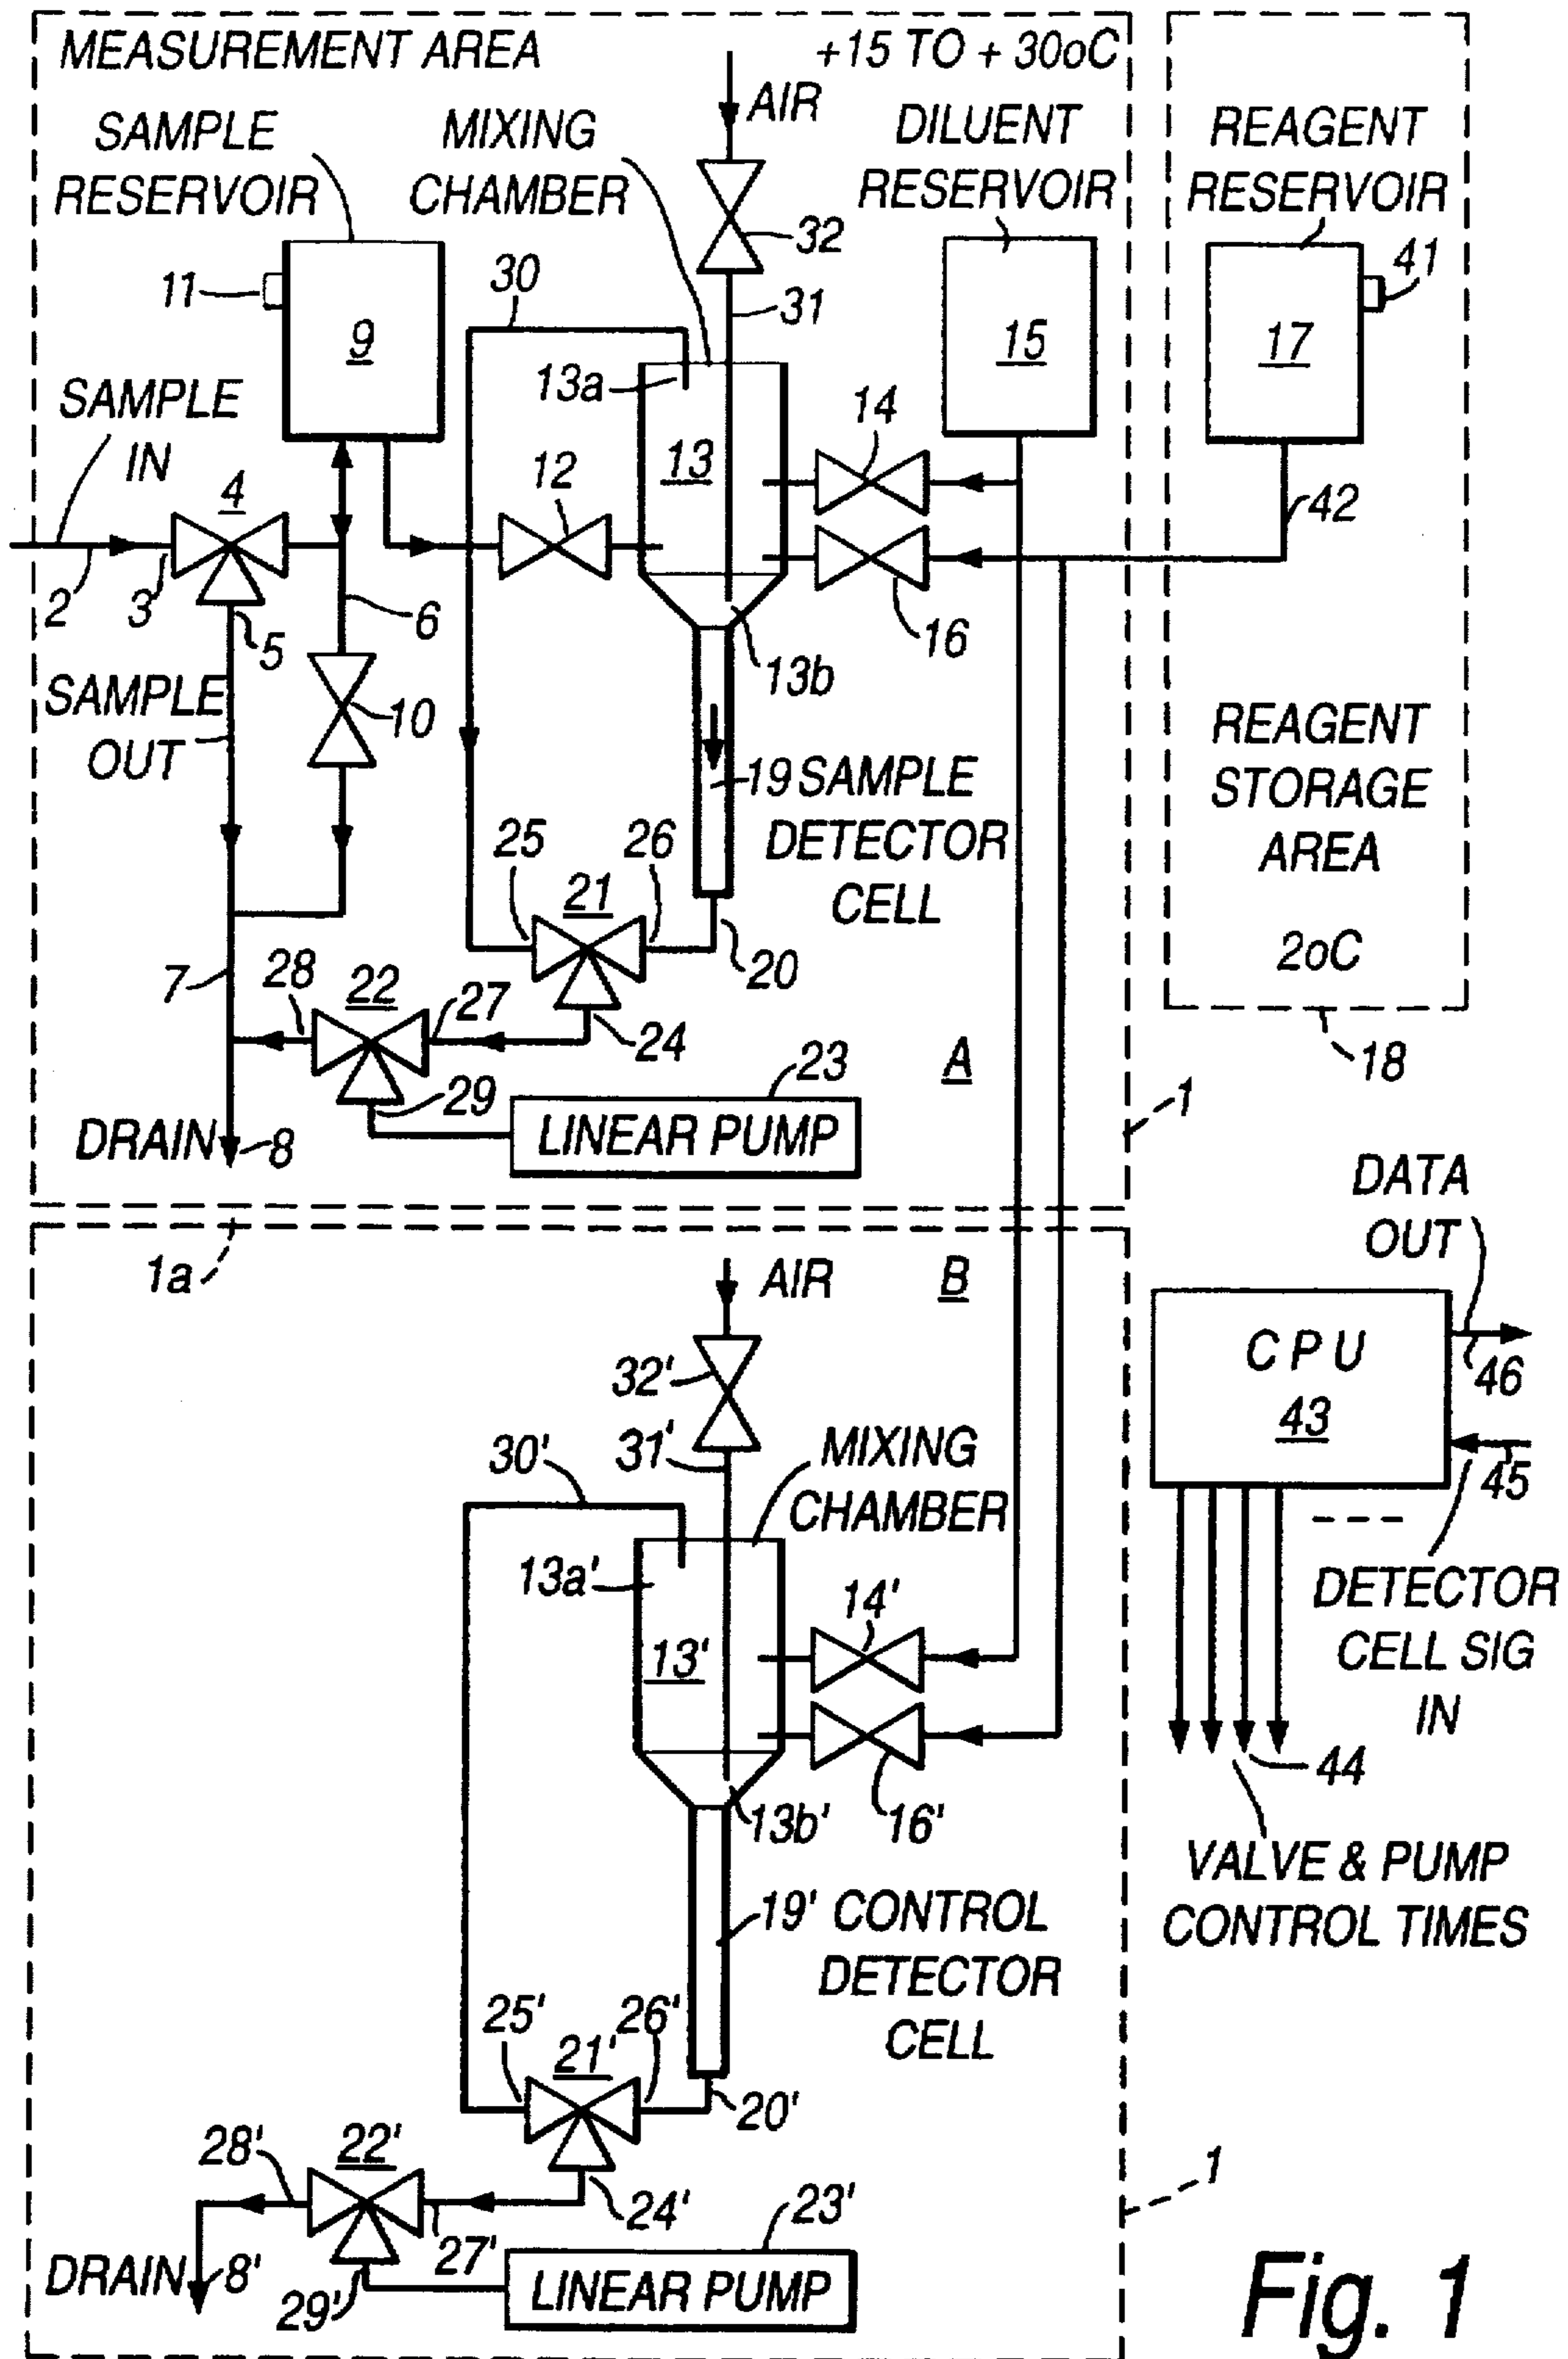 MEASUREMENT AREA
+15 TO + 30oC
AIR
SAMPLE
RESERVOIR
MIXING
CHAMBER
DILUENT
RESERVOIR
REAGENT
RESERVOIR
32
11
9
30
31
15
17
41
13a
SAMPLE
IN
4
12
13
14
42
2
3
5
6
16
13b
SAMPLE
OUT
10
REAGENT
STORAGE
AREA
2oC
19 SAMPLE
DETECTOR
CELL
25
21
26
20
7
28
22
27
24
A
18
29
23
LINEAR PUMP
1
DRAIN
8
1a
AIR
B
DATA
OUT
CPU
43
46
45
32'
31'
30'
MIXING
CHAMBER
13a'
13'
14'
16'
13b'
DETECTOR
CELL SIG
IN
44
VALVE & PUMP
CONTROL TIMES
19' CONTROL
DETECTOR
CELL
25'
21'
26'
20'
28'
22'
27'
24'
1
23'
DRAIN
8'
29'
LINEAR PUMP
Fig. 1